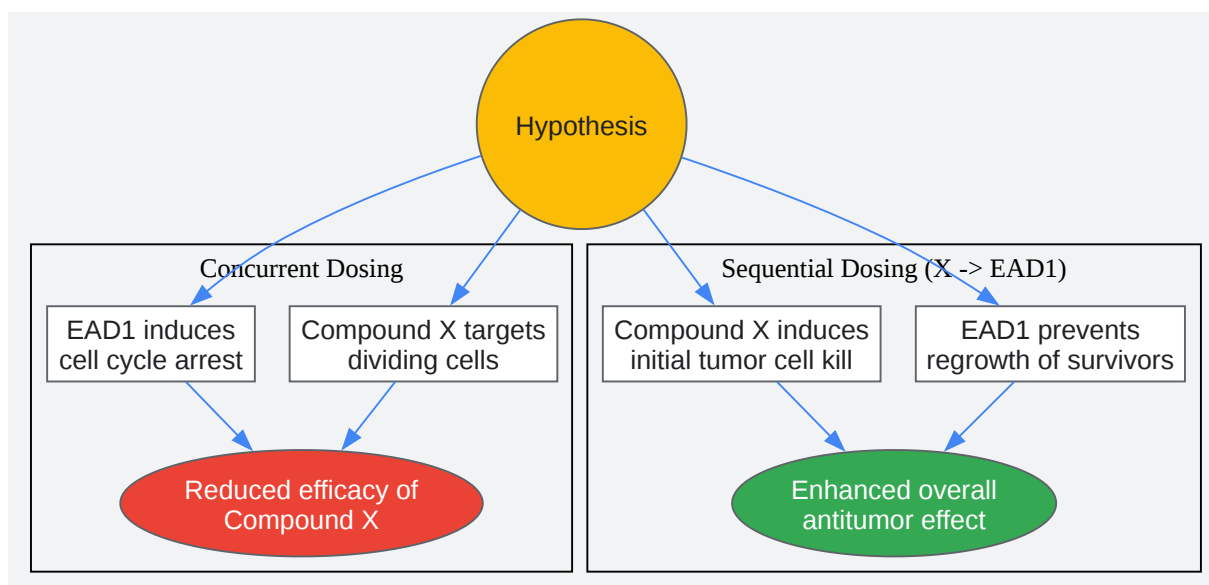 Hypothesis
Concurrent Dosing
EAD1 induces
cell cycle arrest
Compound X targets
dividing cells
Reduced efficacy of
Compound X
Sequential Dosing (X -> EAD1)
Compound X induces
initial tumor cell kill
EAD1 prevents
regrowth of survivors
Enhanced overall
antitumor effect